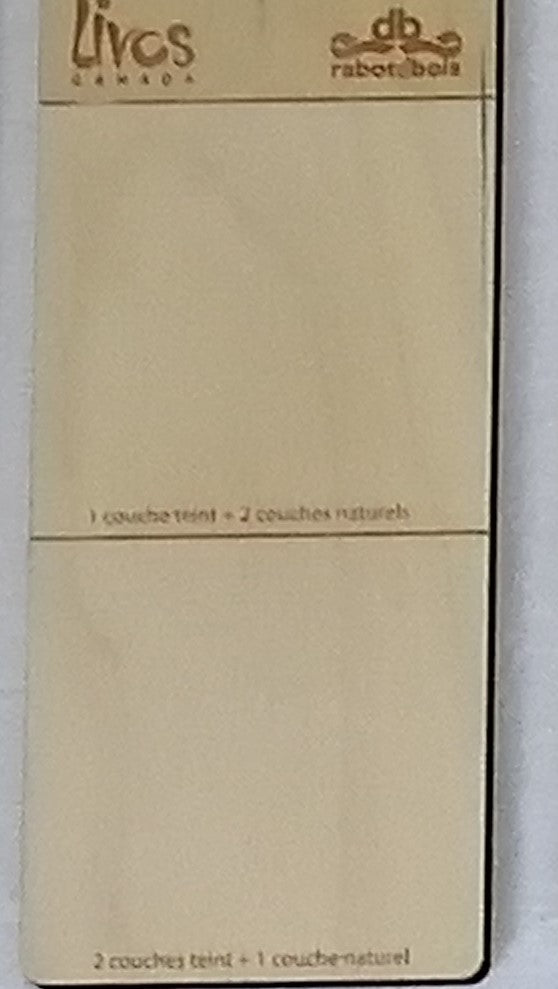 Livos
CANADA
db
rabot bois
1 couche teint + 2 couches naturels
2 couches teint + 1 couche naturel